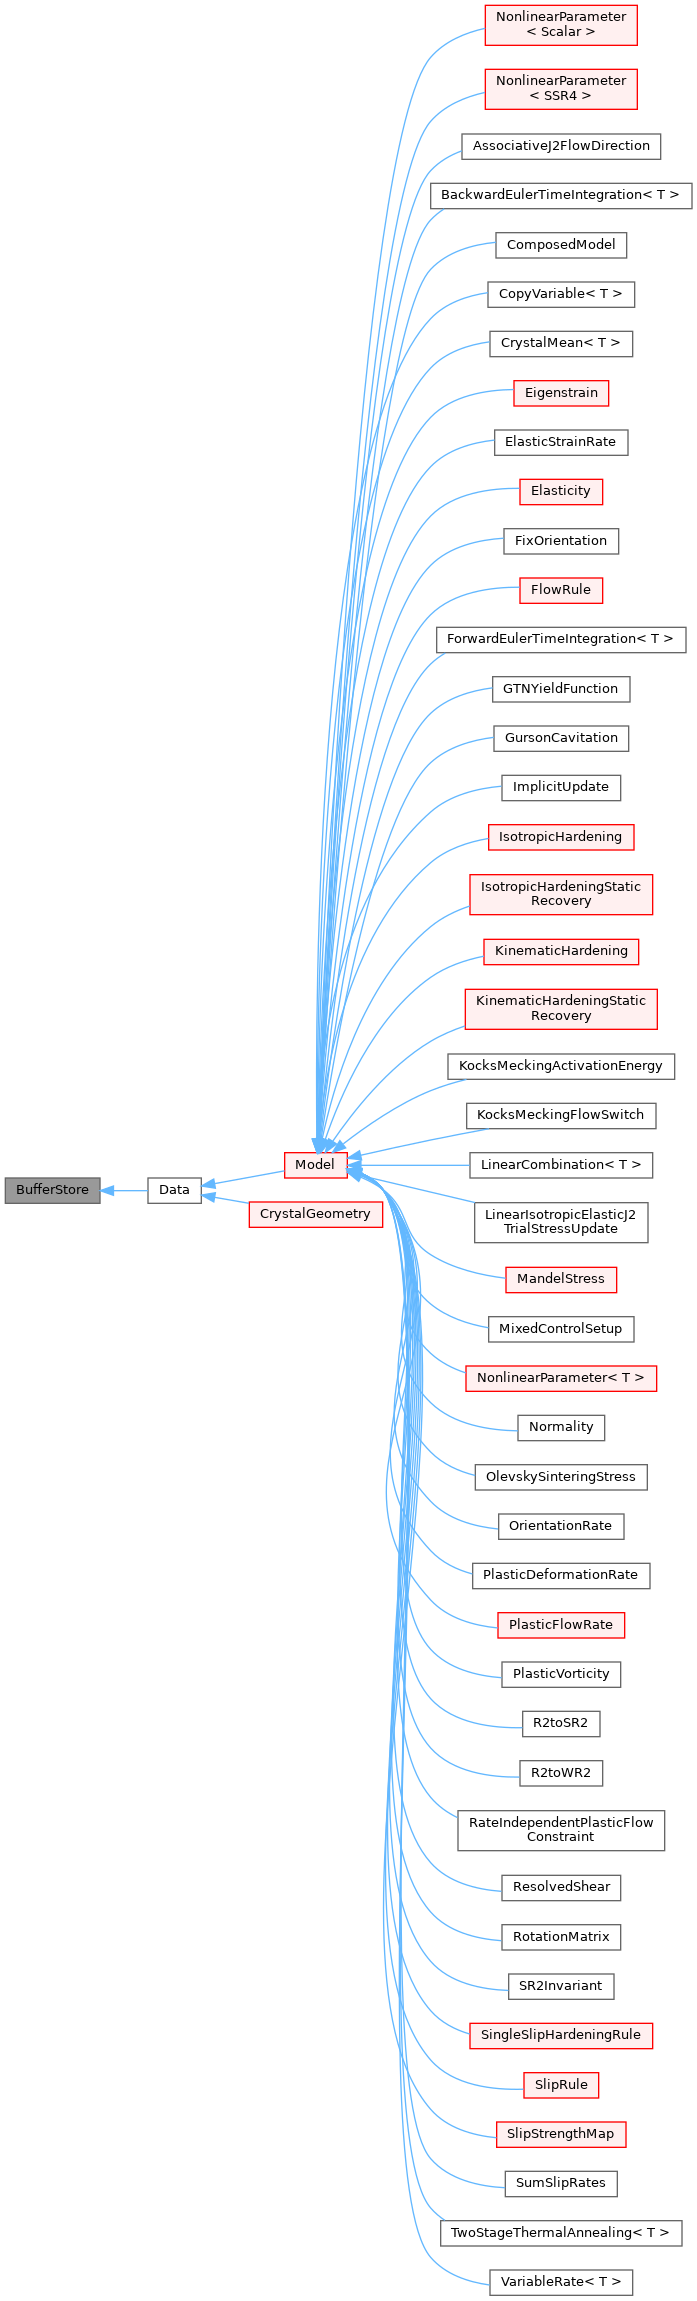 NonlinearParameter
< Scalar >
NonlinearParameter
< SSR4 >
AssociativeJ2FlowDirection
BackwardEulerTimeIntegration< T >
ComposedModel
CopyVariable< T >
CrystalMean< T >
Eigenstrain
ElasticStrainRate
Elasticity
FixOrientation
FlowRule
ForwardEulerTimeIntegration< T >
GTNYieldFunction
GursonCavitation
ImplicitUpdate
IsotropicHardening
IsotropicHardeningStatic
Recovery
KinematicHardening
KinematicHardeningStatic
Recovery
KocksMeckingActivationEnergy
KocksMeckingFlowSwitch
LinearCombination< T >
Model
BufferStore
Data
CrystalGeometry
LinearIsotropicElasticJ2
TrialStressUpdate
MandelStress
MixedControlSetup
NonlinearParameter< T >
Normality
OlevskySinteringStress
OrientationRate
PlasticDeformationRate
PlasticFlowRate
PlasticVorticity
R2toSR2
R2toWR2
RateIndependentPlasticFlow
Constraint
ResolvedShear
RotationMatrix
SR2Invariant
SingleSlipHardeningRule
SlipRule
SlipStrengthMap
SumSlipRates
TwoStageThermalAnnealing< T >
VariableRate< T >